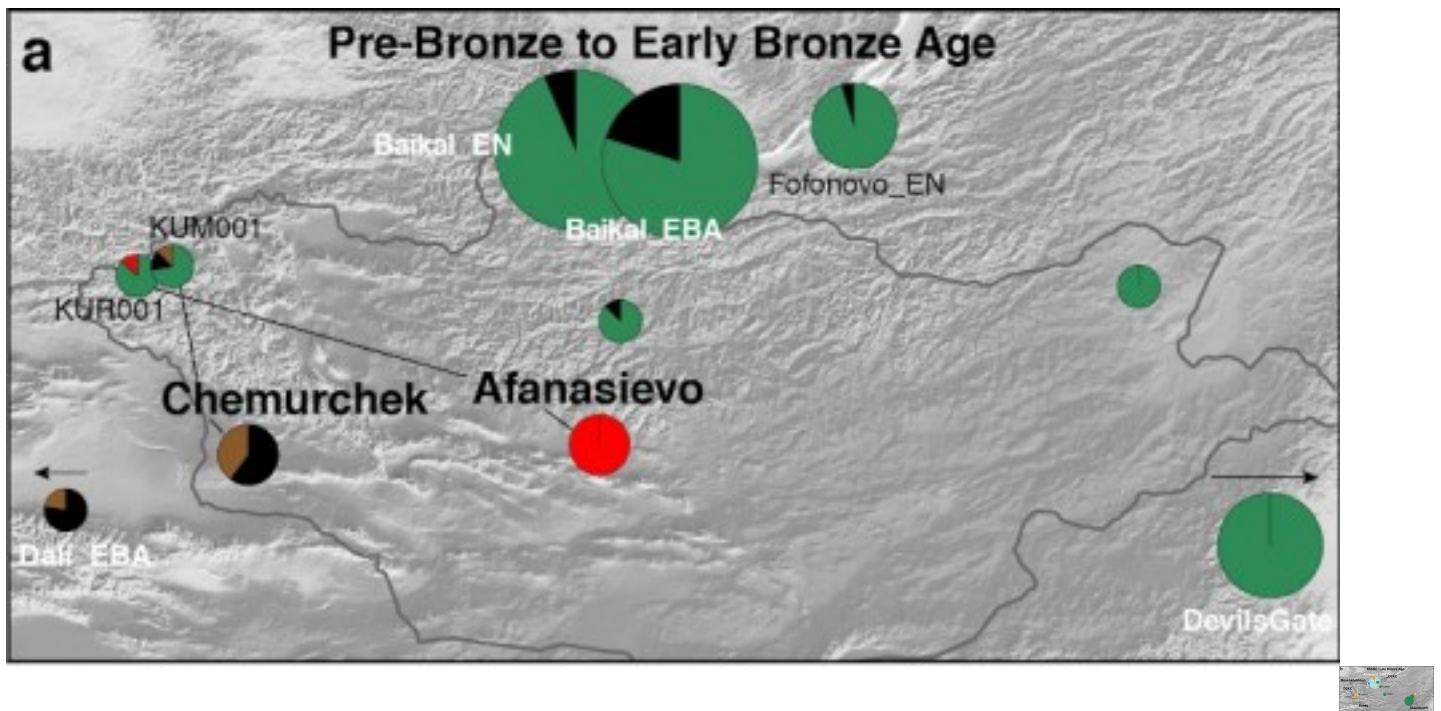 a
Pre-Bronze to Early Bronze Age
Baikal_EN
Fofonovo_EN
Baikal_EBA
KUM001
KUR001
Chemurchek
Afanasievo
Dali_EBA
DevilsGate